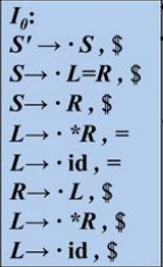 I₀:
S' → · S , $
S→ · L=R , $
S→ · R , $
L→ · *R , =
L→ · id , =
R→ · L , $
L→ · *R , $
L→ · id , $